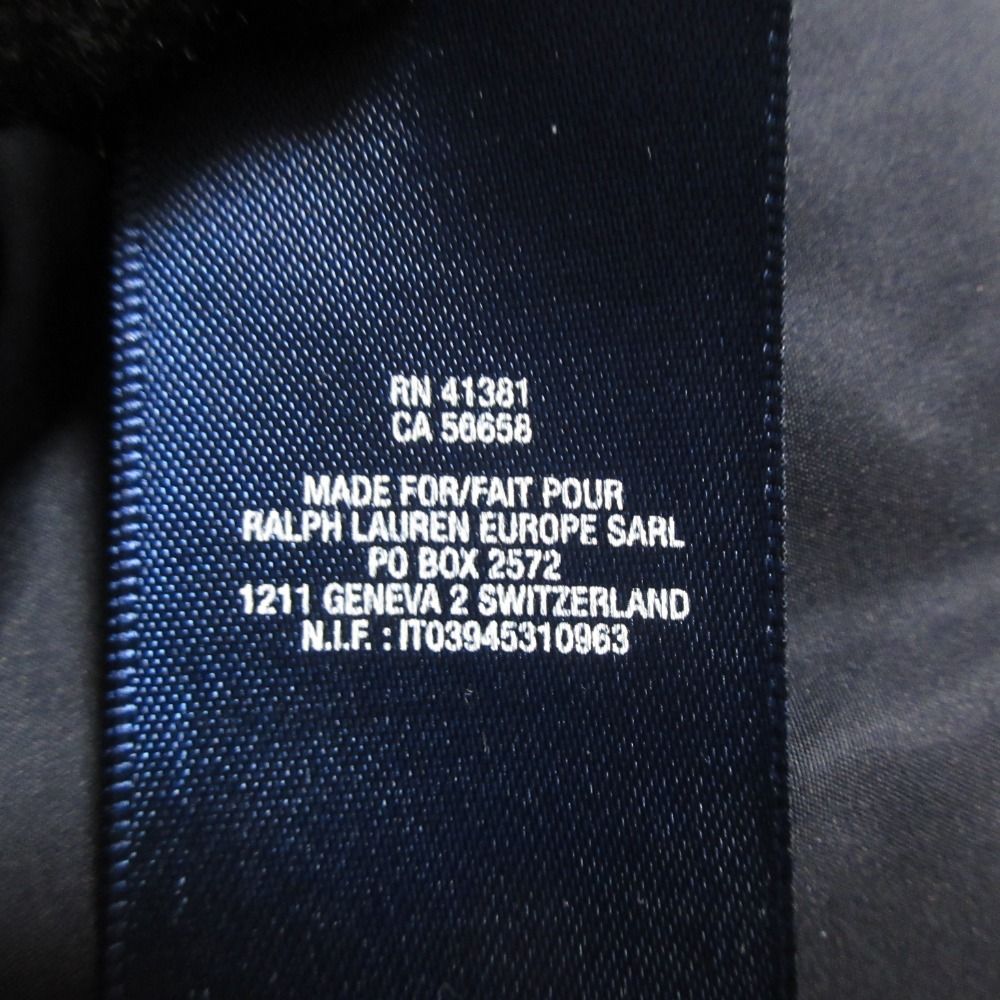 RN 41381
CA 56658
MADE FOR/FAIT POUR
RALPH LAUREN EUROPE SARL
PO BOX 2572
1211 GENEVA 2 SWITZERLAND
N.I.F. : IT03945310963